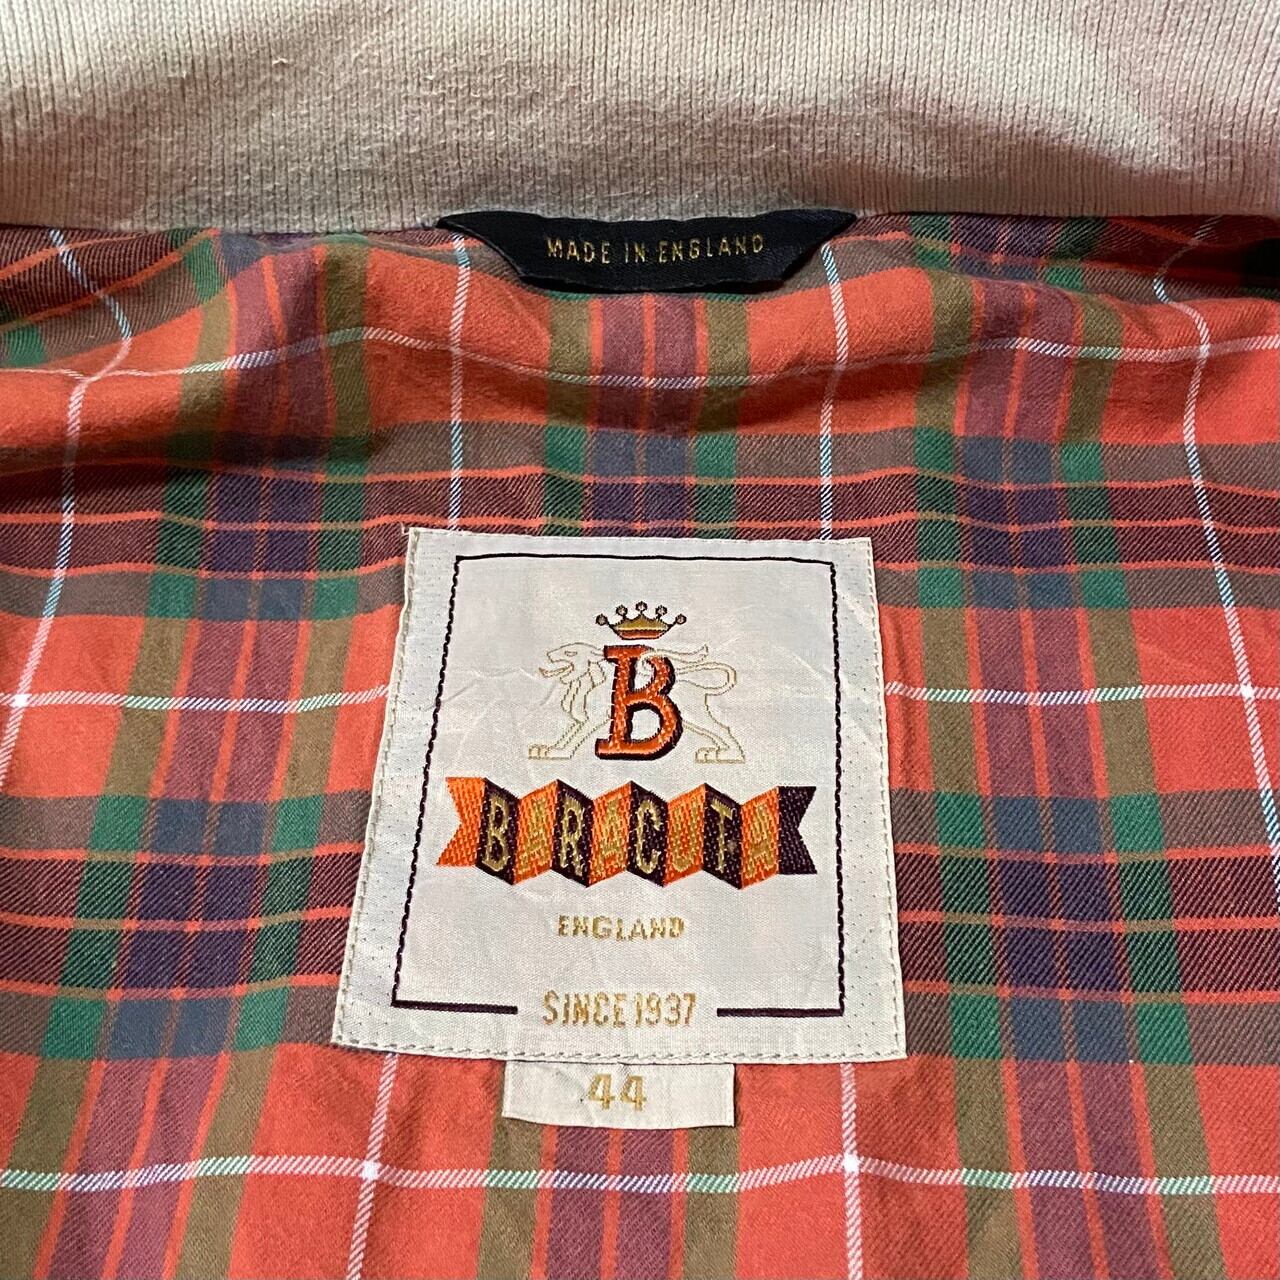 MADE IN ENGLAND
B
BARACUTA
ENGLAND
SINCE 1937
44